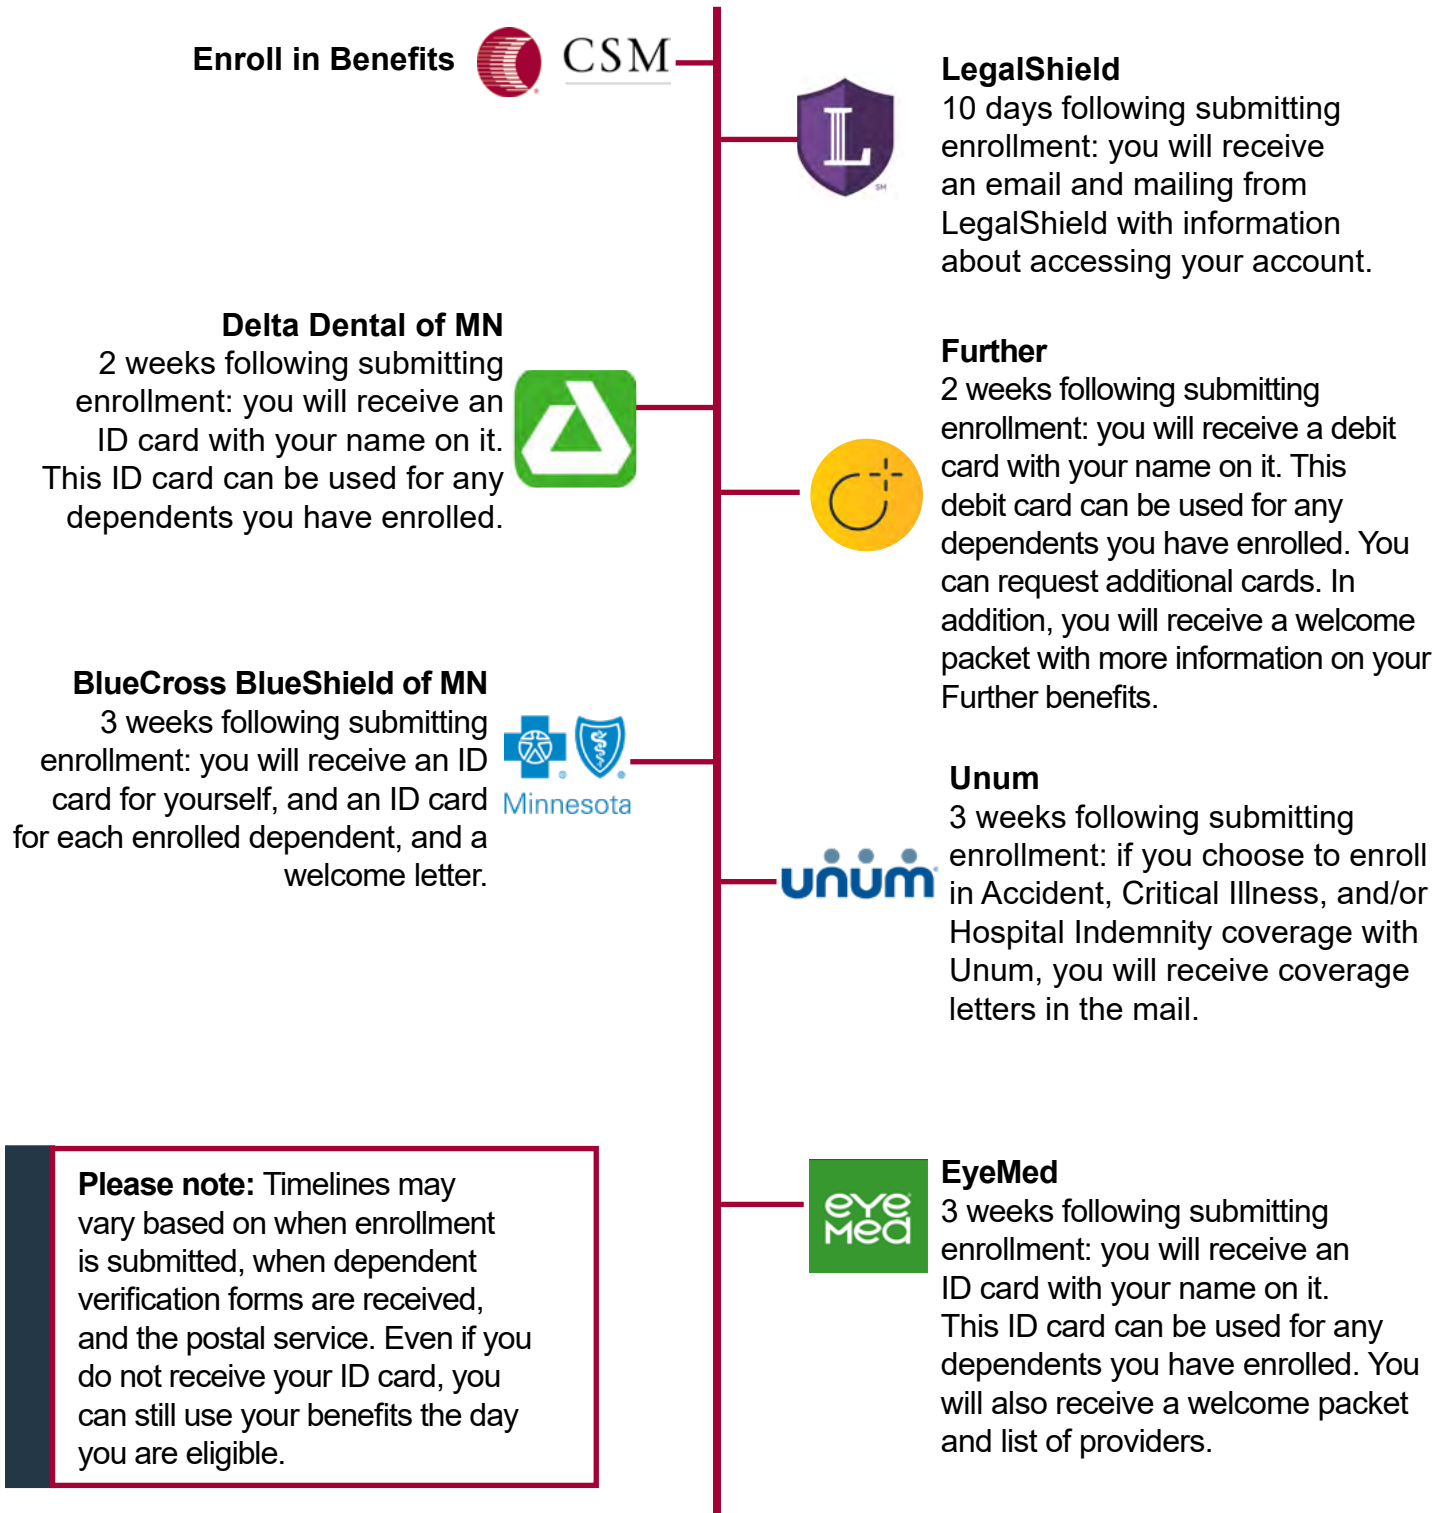 Enroll in Benefits
CSM
LegalShield
10 days following submitting
enrollment: you will receive
an email and mailing from
LegalShield with information
about accessing your account.
L
SM
Delta Dental of MN
2 weeks following submitting
enrollment: you will receive an
ID card with your name on it.
This ID card can be used for any
dependents you have enrolled.
Further
2 weeks following submitting
enrollment: you will receive a debit
card with your name on it. This
debit card can be used for any
dependents you have enrolled. You
can request additional cards. In
addition, you will receive a welcome
packet with more information on your
Further benefits.
BlueCross BlueShield of MN
3 weeks following submitting
enrollment: you will receive an ID
card for yourself, and an ID card
for each enrolled dependent, and a
welcome letter.
® ®
Minnesota
Unum
3 weeks following submitting
enrollment: if you choose to enroll
in Accident, Critical Illness, and/or
Hospital Indemnity coverage with
Unum, you will receive coverage
letters in the mail.
unum
Please note: Timelines may
vary based on when enrollment
is submitted, when dependent
verification forms are received,
and the postal service. Even if you
do not receive your ID card, you
can still use your benefits the day
you are eligible.
eye
Med
EyeMed
3 weeks following submitting
enrollment: you will receive an
ID card with your name on it.
This ID card can be used for any
dependents you have enrolled. You
will also receive a welcome packet
and list of providers.